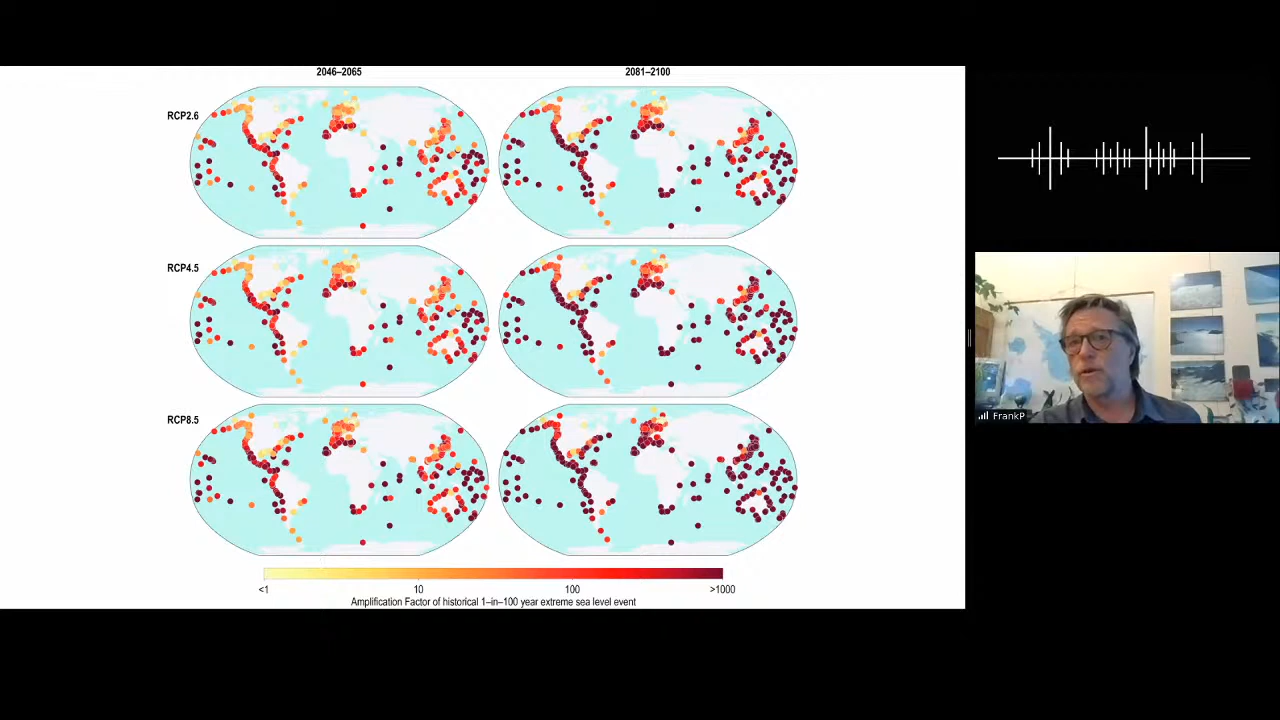 2046–2065
2081–2100
RCP2.6
RCP4.5
RCP8.5
<1
10
100
>1000
Amplification Factor of historical 1–in–100 year extreme sea level event
FrankP